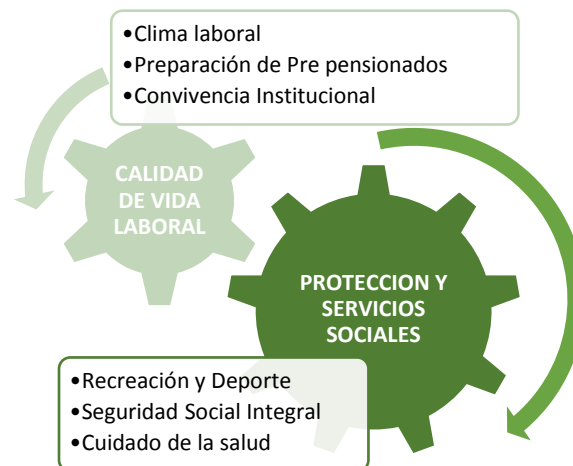 •Clima laboral
•Preparación de Pre pensionados
•Convivencia Institucional
CALIDAD
DE VIDA
LABORAL
PROTECCION Y
SERVICIOS
SOCIALES
•Recreación y Deporte
•Seguridad Social Integral
•Cuidado de la salud